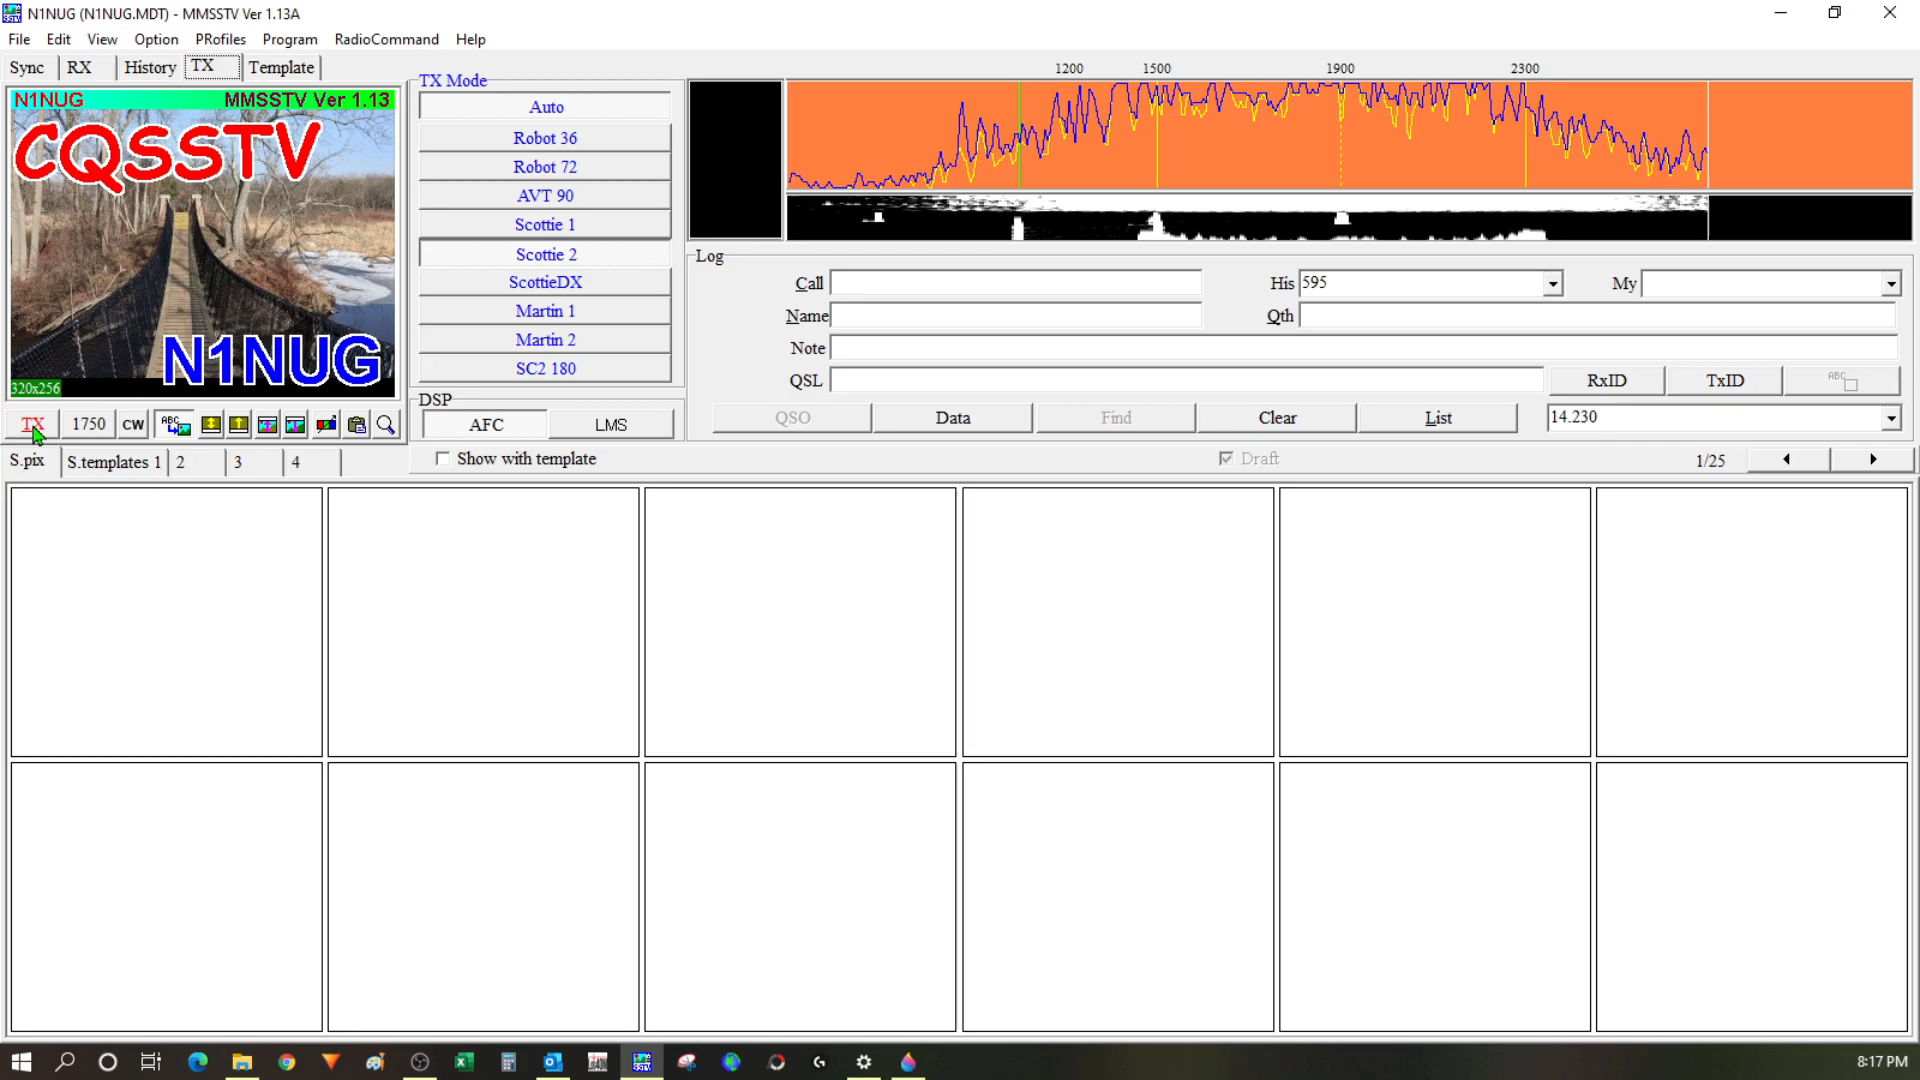 N1NUG (N1NUG.MDT) - MMSSTV Ver 1.13A
File Edit View Option PRofiles Program RadioCommand Help
Sync RX History TX Template
N1NUG MMSSTV Ver 1.13
CQSSTV
N1NUG
320x256
TX 1750 CW ABC
S.pix S.templates 1 2 3 4
TX Mode
Auto
Robot 36
Robot 72
AVT 90
Scottie 1
Scottie 2
ScottieDX
Martin 1
Martin 2
SC2 180
DSP
AFC LMS
1200 1500 1900 2300
Log
Call His 595 My
Name Qth
Note
QSL RxID TxID ABC
QSO Data Find Clear List 14.230
Show with template Draft 1/25
8:17 PM